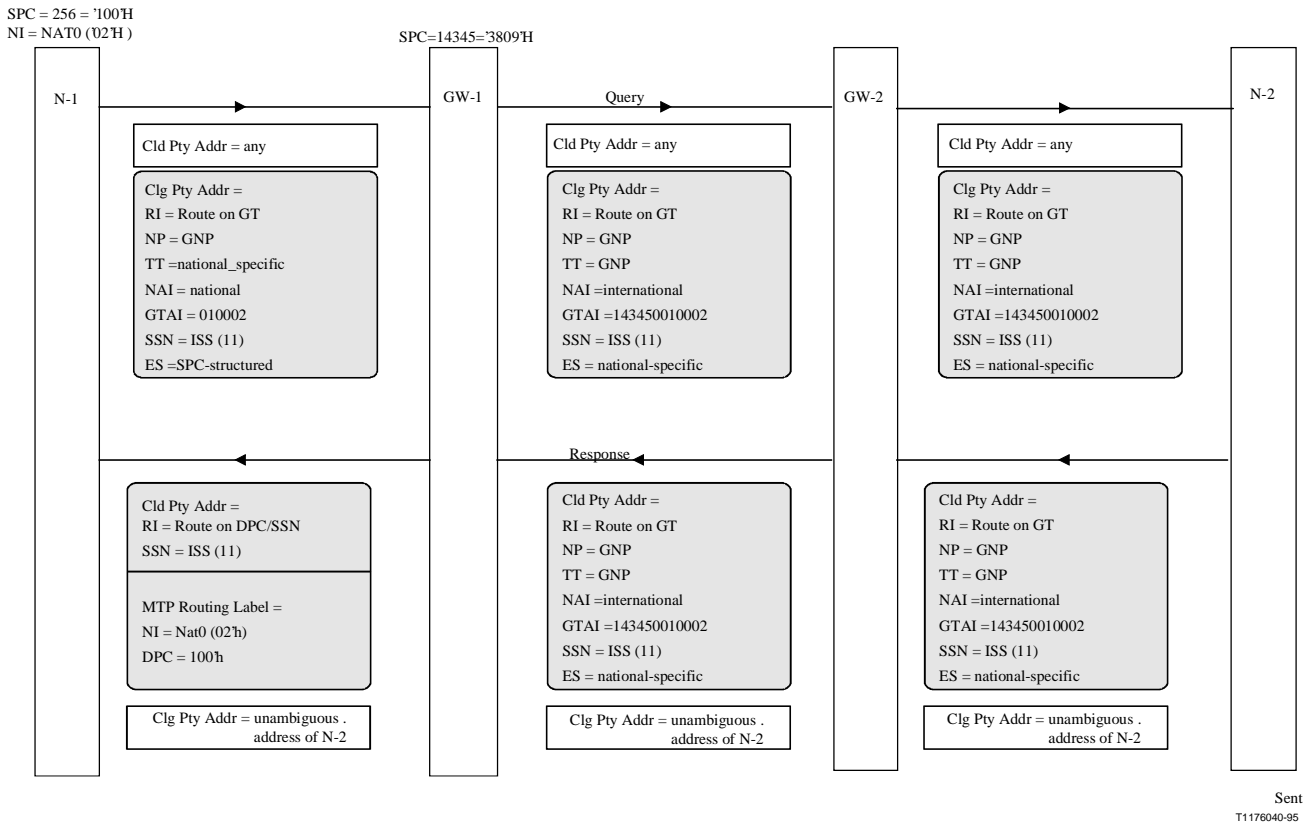 SPC = 256 = '100'H
NI = NAT0 ('02'H )
SPC=14345='3809'H
N-1
GW-1
Query
GW-2
N-2
Cld Pty Addr = any
Clg Pty Addr =
RI = Route on GT
NP = GNP
TT =national_specific
NAI = national
GTAI = 010002
SSN = ISS (11)
ES =SPC-structured
Cld Pty Addr = any
Clg Pty Addr =
RI = Route on GT
NP = GNP
TT = GNP
NAI =international
GTAI =143450010002
SSN = ISS (11)
ES = national-specific
Cld Pty Addr = any
Clg Pty Addr =
RI = Route on GT
NP = GNP
TT = GNP
NAI =international
GTAI =143450010002
SSN = ISS (11)
ES = national-specific
Response
Cld Pty Addr =
RI = Route on DPC/SSN
SSN = ISS (11)
MTP Routing Label =
NI = Nat0 (02'h)
DPC = 100'h
Clg Pty Addr = unambiguous .
address of N-2
Cld Pty Addr =
RI = Route on GT
NP = GNP
TT = GNP
NAI =international
GTAI =143450010002
SSN = ISS (11)
ES = national-specific
Clg Pty Addr = unambiguous .
address of N-2
Cld Pty Addr =
RI = Route on GT
NP = GNP
TT = GNP
NAI =international
GTAI =143450010002
SSN = ISS (11)
ES = national-specific
Clg Pty Addr = unambiguous .
address of N-2
Sent
T1176040-95